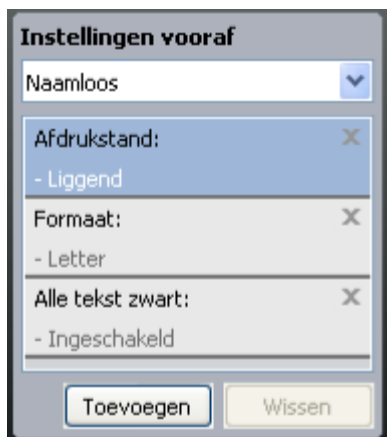 Instellingen vooraf
Naamloos
Afdrukstand:
- Liggend
Formaat:
- Letter
Alle tekst zwart:
- Ingeschakeld
Toevoegen Wissen